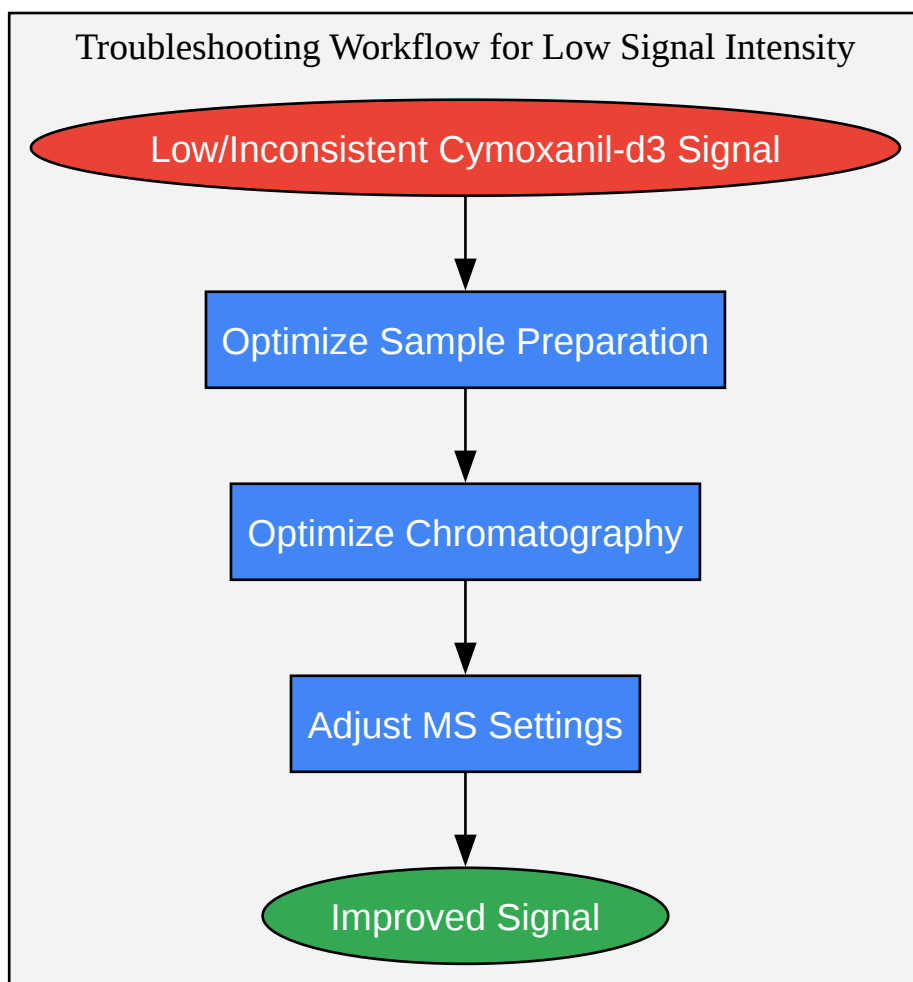 Troubleshooting Workflow for Low Signal Intensity
Low/Inconsistent Cymoxanil-d3 Signal
Optimize Sample Preparation
Optimize Chromatography
Adjust MS Settings
Improved Signal